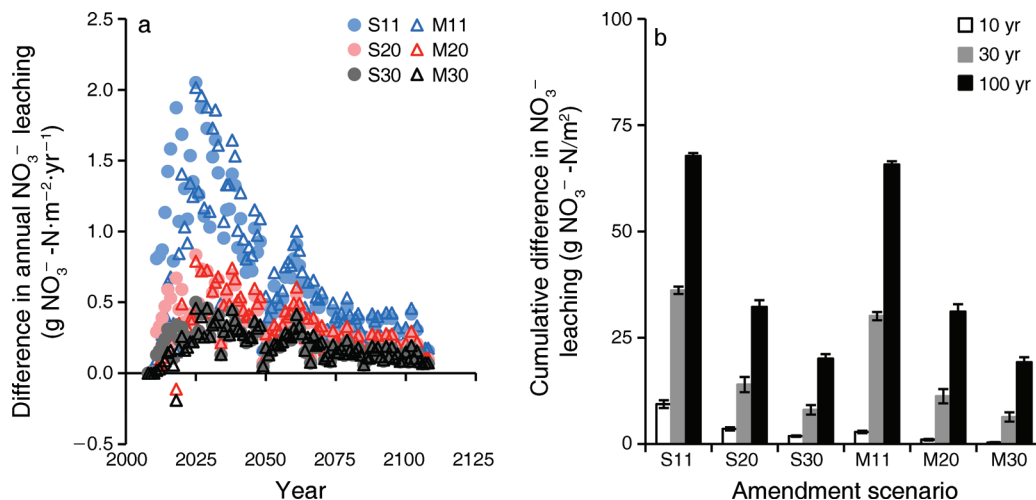 a
Difference in annual NO₃⁻ leaching
(g NO₃⁻-N·m⁻²·yr⁻¹)
2.5
2.0
1.5
1.0
0.5
0.0
−0.5
S11 M11
S20 M20
S30 M30
2000 2025 2050 2075 2100 2125
Year
b
Cumulative difference in NO₃⁻
leaching (g NO₃⁻ -N/m²)
100
75
50
25
0
10 yr
30 yr
100 yr
S11 S20 S30 M11 M20 M30
Amendment scenario